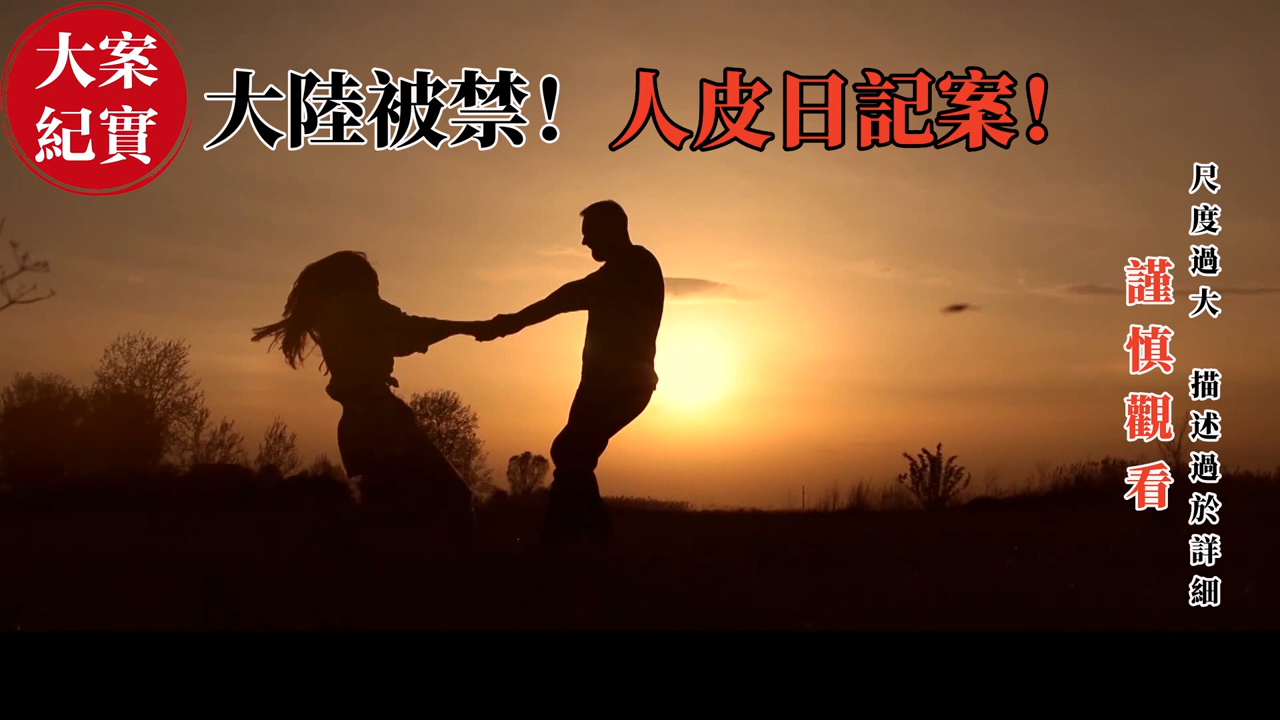 大案
紀實
大陸被禁！ 人皮日記案！
尺度過大 描述過於詳細
謹慎觀看